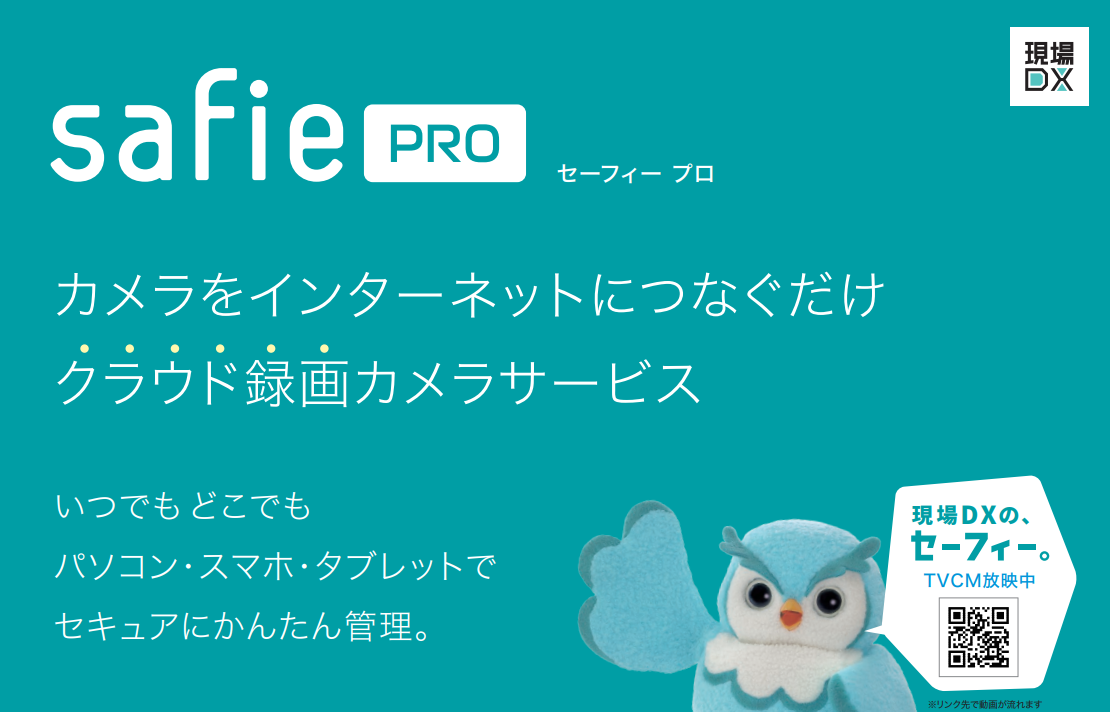 現場
DX
safie PRO
セーフィー プロ
カメラをインターネットにつなぐだけ
クラウド録画カメラサービス
いつでも どこでも
パソコン・スマホ・タブレットで
セキュアにかんたん管理。
現場DXの、
セーフィー。
TVCM放映中
※リンク先で動画が流れます